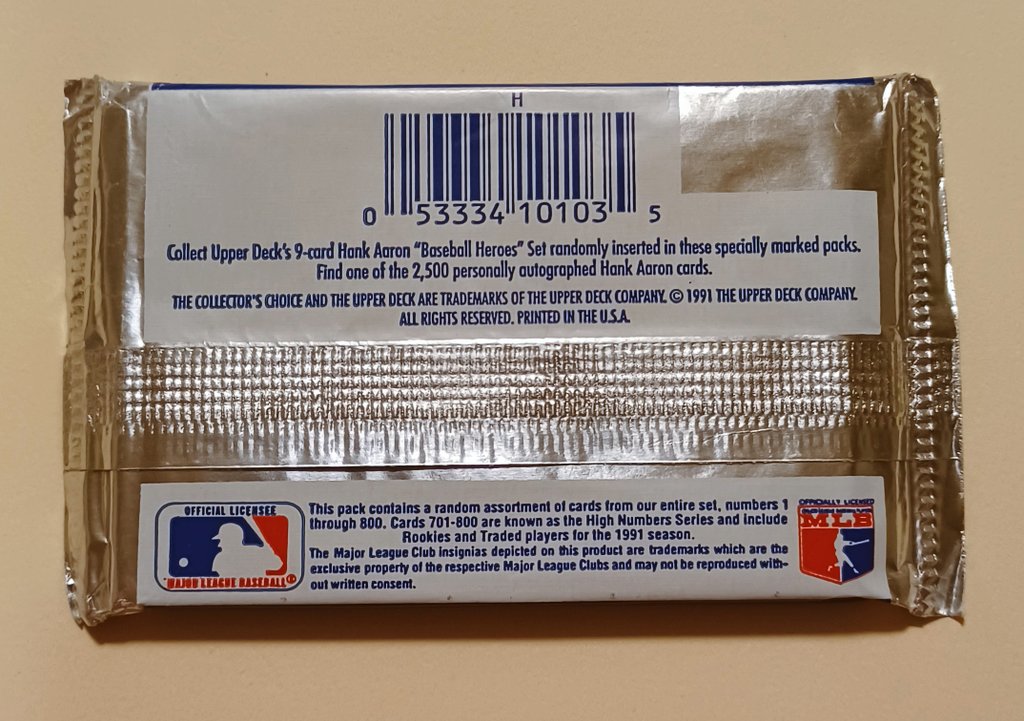 H
0 53334 10103 5
Collect Upper Deck's 9-card Hank Aaron "Baseball Heroes" Set randomly inserted in these specially marked packs.
Find one of the 2,500 personally autographed Hank Aaron cards.
THE COLLECTOR'S CHOICE AND THE UPPER DECK ARE TRADEMARKS OF THE UPPER DECK COMPANY. © 1991 THE UPPER DECK COMPANY.
ALL RIGHTS RESERVED. PRINTED IN THE U.S.A.
OFFICIAL LICENSEE
MAJOR LEAGUE BASEBALL
This pack contains a random assortment of cards from our entire set, numbers 1
through 800. Cards 701-800 are known as the High Numbers Series and include
Rookies and Traded players for the 1991 season.
The Major League Club insignias depicted on this product are trademarks which are the
exclusive property of the respective Major League Clubs and may not be reproduced with-
out written consent.
OFFICIALLY LICENSED
MLB